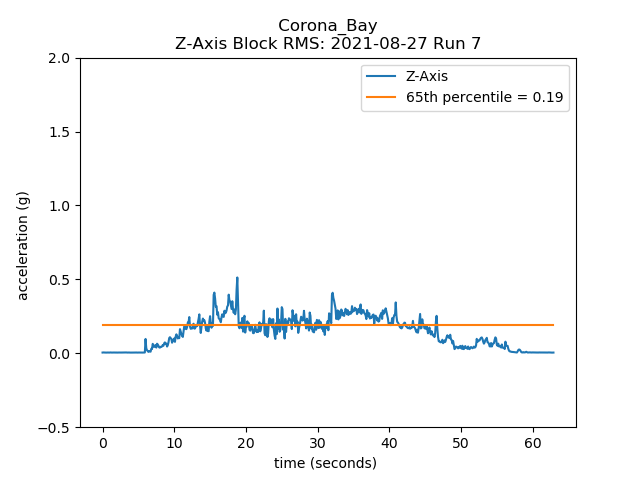 Corona_Bay
Z-Axis Block RMS: 2021-08-27 Run 7
Z-Axis
65th percentile = 0.19
acceleration (g)
2.0
1.5
1.0
0.5
0.0
−0.5
0 10 20 30 40 50 60
time (seconds)